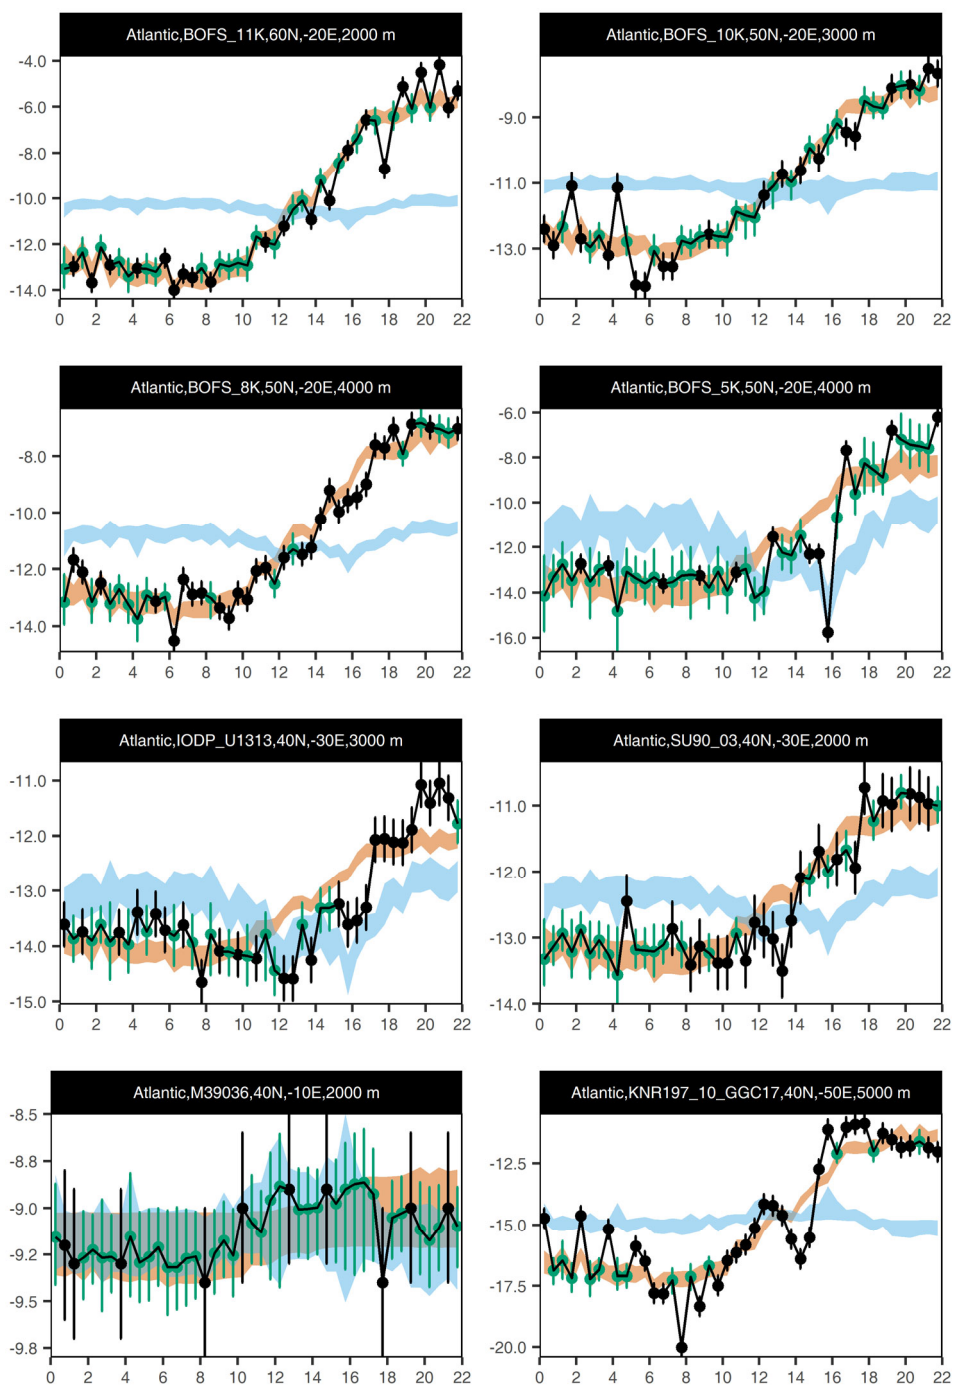 Atlantic,BOFS_11K,60N,-20E,2000 m
-4.0
-6.0
-8.0
-10.0
-12.0
-14.0
0 2 4 6 8 10 12 14 16 18 20 22
Atlantic,BOFS_10K,50N,-20E,3000 m
-9.0
-11.0
-13.0
0 2 4 6 8 10 12 14 16 18 20 22
Atlantic,BOFS_8K,50N,-20E,4000 m
-8.0
-10.0
-12.0
-14.0
0 2 4 6 8 10 12 14 16 18 20 22
Atlantic,BOFS_5K,50N,-20E,4000 m
-6.0
-8.0
-10.0
-12.0
-14.0
-16.0
0 2 4 6 8 10 12 14 16 18 20 22
Atlantic,IODP_U1313,40N,-30E,3000 m
-11.0
-12.0
-13.0
-14.0
-15.0
0 2 4 6 8 10 12 14 16 18 20 22
Atlantic,SU90_03,40N,-30E,2000 m
-11.0
-12.0
-13.0
-14.0
0 2 4 6 8 10 12 14 16 18 20 22
Atlantic,M39036,40N,-10E,2000 m
-8.5
-8.8
-9.0
-9.2
-9.5
-9.8
0 2 4 6 8 10 12 14 16 18 20 22
Atlantic,KNR197_10_GGC17,40N,-50E,5000 m
-12.5
-15.0
-17.5
-20.0
0 2 4 6 8 10 12 14 16 18 20 22